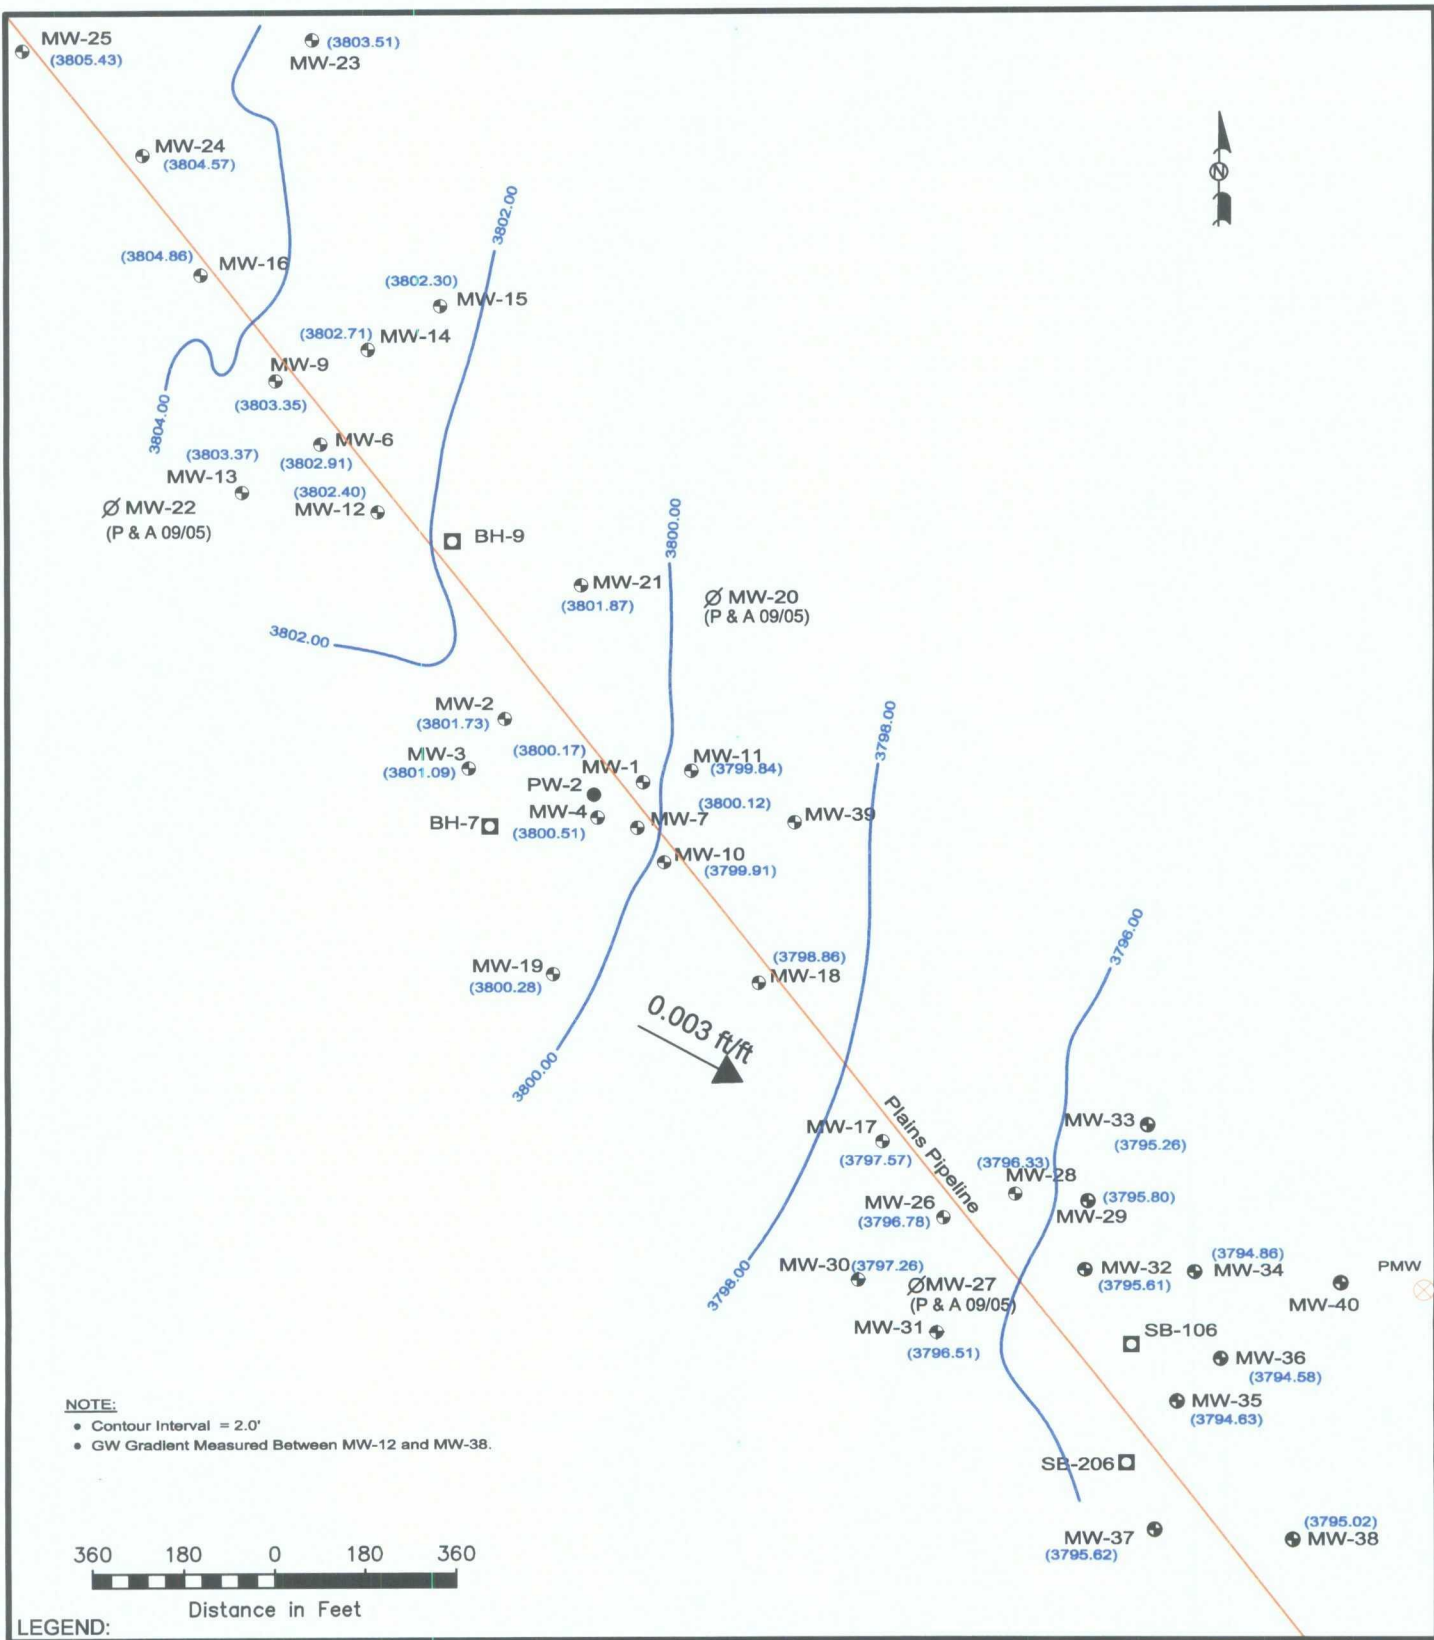 MW-25
(3805.43)
(3803.51)
MW-23
MW-24
(3804.57)
N
3802.00
(3804.86)
MW-16
(3802.30)
MW-15
(3802.71)
MW-14
MW-9
(3803.35)
3804.00
MW-6
(3802.91)
(3803.37)
MW-13
(3802.40)
MW-12
Ø MW-22
(P & A 09/05)
BH-9
3800.00
MW-21
(3801.87)
Ø MW-20
(P & A 09/05)
3802.00
MW-2
(3801.73)
3798.00
MW-3
(3801.09)
(3800.17)
MW-1
MW-11
(3799.84)
PW-2
MW-4
(3800.51)
BH-7
MW-7
(3800.12)
MW-39
MW-10
(3799.91)
3796.00
MW-19
(3800.28)
(3798.86)
MW-18
0.003 ft/ft
3800.00
Plains Pipeline
MW-17
(3797.57)
MW-33
(3795.26)
(3796.33)
MW-28
(3795.80)
MW-29
MW-26
(3796.78)
MW-30
(3797.26)
3798.00
ØMW-27
(P & A 09/05)
MW-32
(3795.61)
(3794.86)
MW-34
PMW
MW-40
MW-31
(3796.51)
SB-106
MW-36
(3794.58)
MW-35
(3794.63)
NOTE:
• Contour Interval = 2.0'
• GW Gradient Measured Between MW-12 and MW-38.
SB-206
MW-37
(3795.62)
(3795.02)
MW-38
360 180 0 180 360
Distance in Feet
LEGEND: